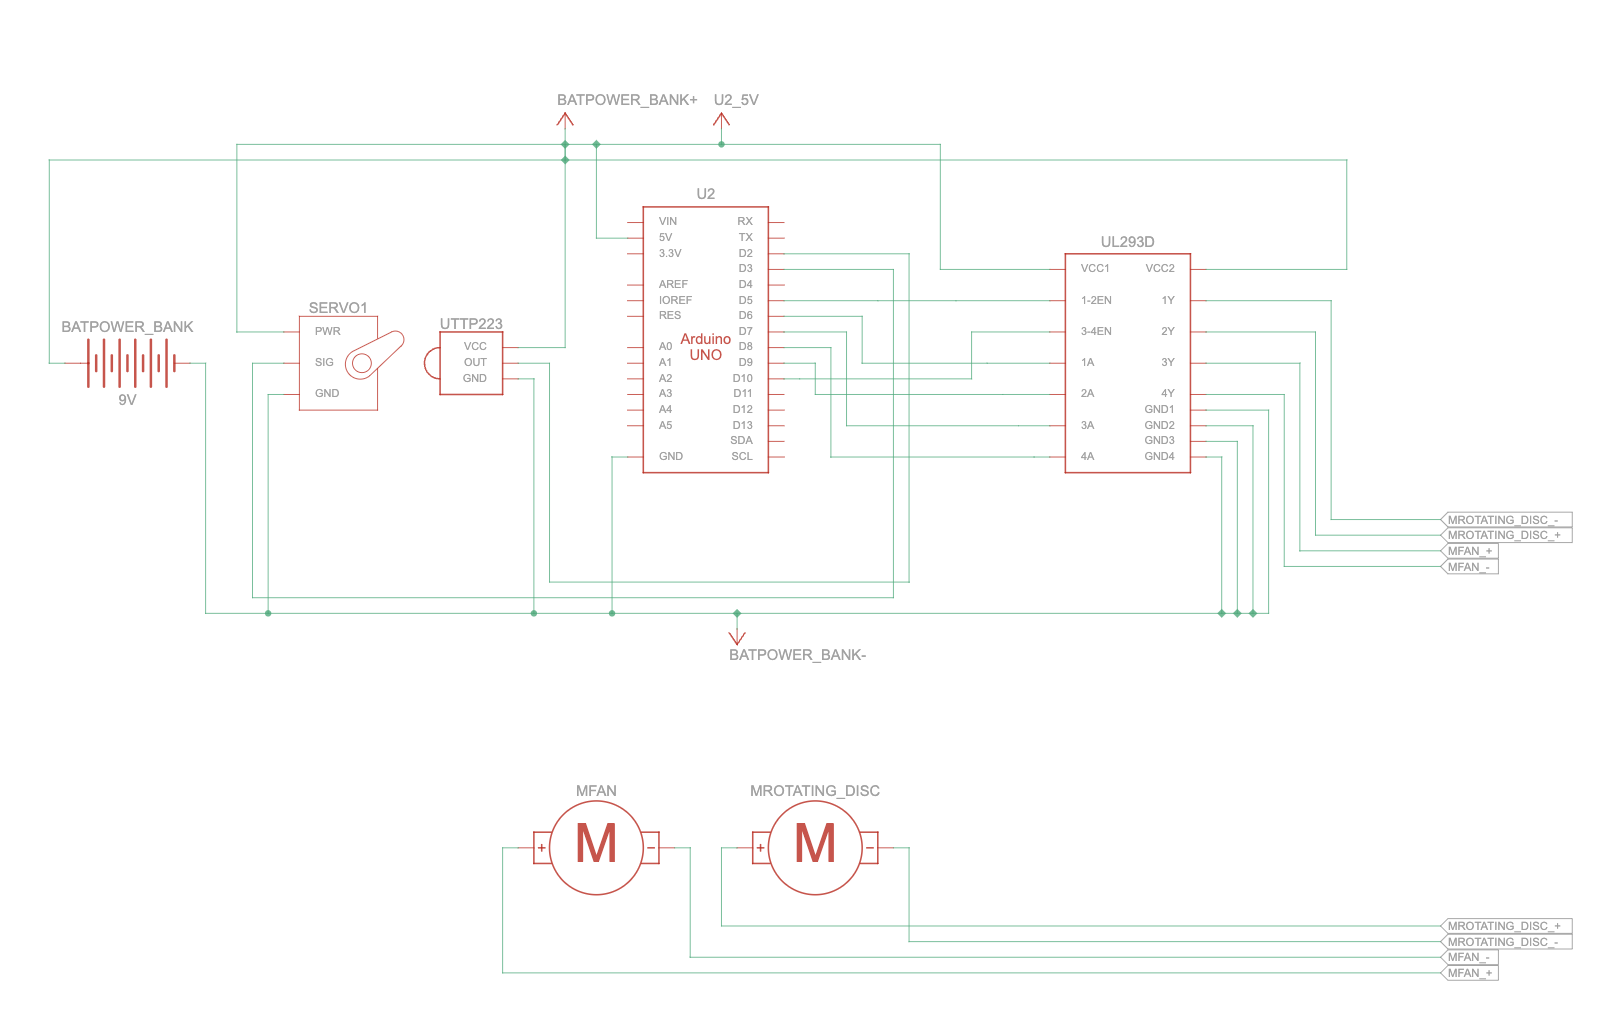 BATPOWER_BANK+ U2_5V
U2
VIN RX
5V TX
3.3V D2
D3
AREF D4
IOREF D5
RES D6
D7
A0 D8
A1 D9
A2 D10
A3 D11
A4 D12
A5 D13
SDA
GND SCL
Arduino
UNO
UL293D
VCC1 VCC2
1-2EN 1Y
3-4EN 2Y
1A 3Y
2A 4Y
GND1
3A GND2
GND3
4A GND4
BATPOWER_BANK
9V
SERVO1
PWR
SIG
GND
UTTP223
VCC
OUT
GND
MROTATING_DISC_-
MROTATING_DISC_+
MFAN_+
MFAN_-
BATPOWER_BANK-
MFAN
+ M -
MROTATING_DISC
+ M -
MROTATING_DISC_+
MROTATING_DISC_-
MFAN_-
MFAN_+